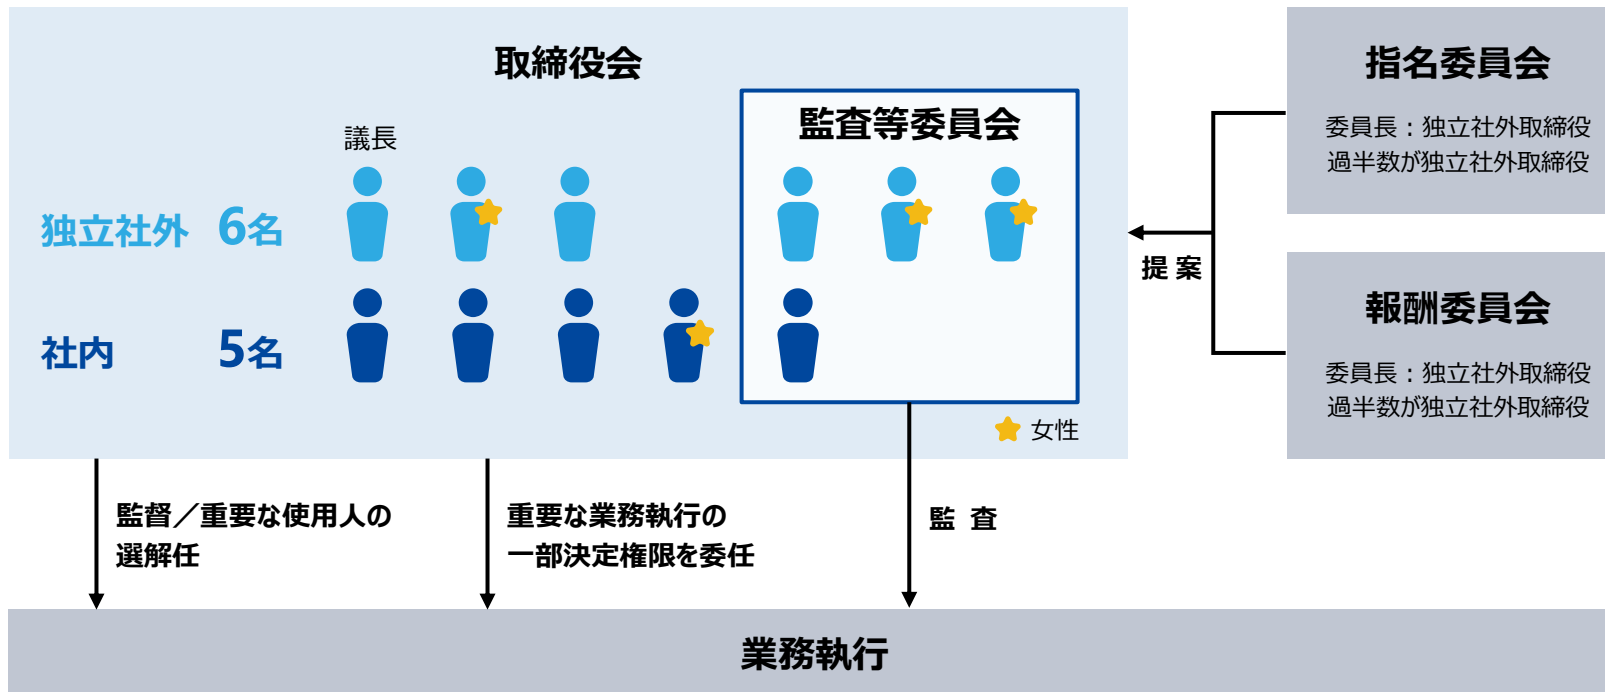 取締役会
監査等委員会
議長
独立社外 6名
社内 5名
女性
指名委員会
委員長：独立社外取締役
過半数が独立社外取締役
提案
報酬委員会
委員長：独立社外取締役
過半数が独立社外取締役
監督／重要な使用人の
選解任
重要な業務執行の
一部決定権限を委任
監査
業務執行